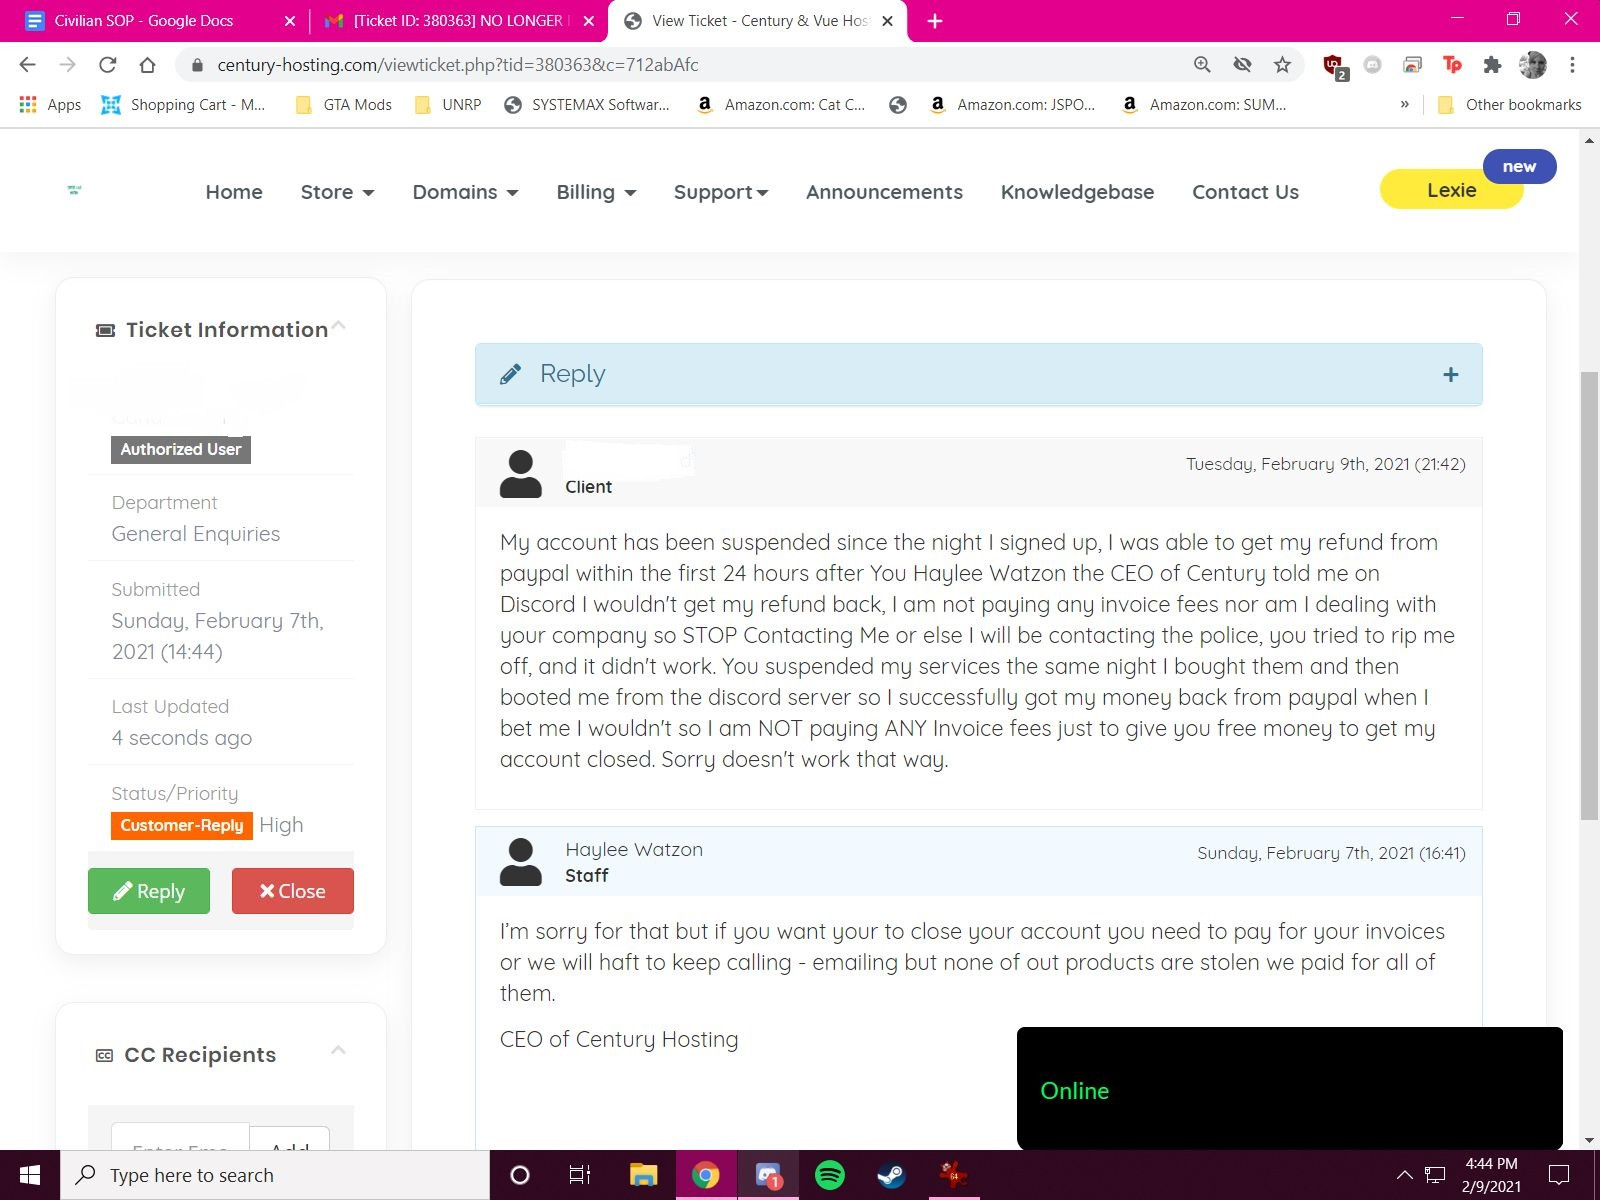 Civilian SOP - Google Docs
[Ticket ID: 380363] NO LONGER
View Ticket - Century & Vue Hos
century-hosting.com/viewticket.php?tid=380363&c=712abAfc
2
Tp
Apps
Shopping Cart - M...
GTA Mods
UNRP
SYSTEMAX Softwar...
Amazon.com: Cat C...
Amazon.com: JSPO...
Amazon.com: SUM...
»
Other bookmarks
new
Home
Store
Domains
Billing
Support
Announcements
Knowledgebase
Contact Us
Lexie
Ticket Information
Authorized User
Department
General Enquiries
Submitted
Sunday, February 7th,
2021 (14:44)
Last Updated
4 seconds ago
Status/Priority
Customer-Reply High
Reply
Close
CC Recipients
Add
Reply
Client
Tuesday, February 9th, 2021 (21:42)
My account has been suspended since the night I signed up, I was able to get my refund from
paypal within the first 24 hours after You Haylee Watzon the CEO of Century told me on
Discord I wouldn't get my refund back, I am not paying any invoice fees nor am I dealing with
your company so STOP Contacting Me or else I will be contacting the police, you tried to rip me
off, and it didn't work. You suspended my services the same night I bought them and then
booted me from the discord server so I successfully got my money back from paypal when I
bet me I wouldn't so I am NOT paying ANY Invoice fees just to give you free money to get my
account closed. Sorry doesn't work that way.
Haylee Watzon
Staff
Sunday, February 7th, 2021 (16:41)
I'm sorry for that but if you want your to close your account you need to pay for your invoices
or we will haft to keep calling - emailing but none of out products are stolen we paid for all of
them.
CEO of Century Hosting
Online
Type here to search
1
64
4:44 PM
2/9/2021